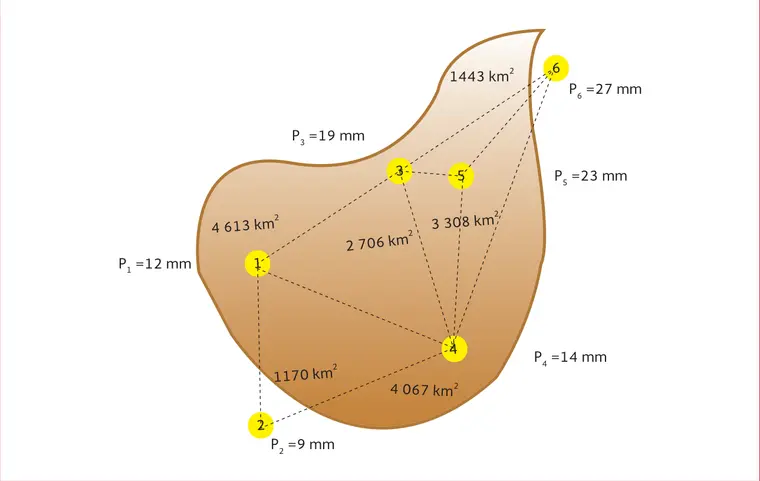 6
1443 km²
P₆ =27 mm
P₃ =19 mm
3
5
P₅ =23 mm
4 613 km²
3 308 km²
2 706 km²
1
P₁ =12 mm
4
P₄ =14 mm
1170 km²
4 067 km²
2
P₂ =9 mm